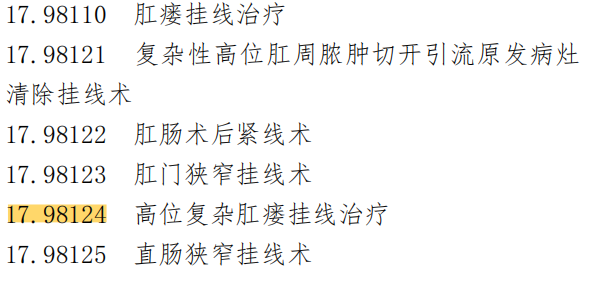 17.98110 肛瘘挂线治疗
17.98121 复杂性高位肛周脓肿切开引流原发病灶
清除挂线术
17.98122 肛肠术后紧线术
17.98123 肛门狭窄挂线术
17.98124 高位复杂肛瘘挂线治疗
17.98125 直肠狭窄挂线术